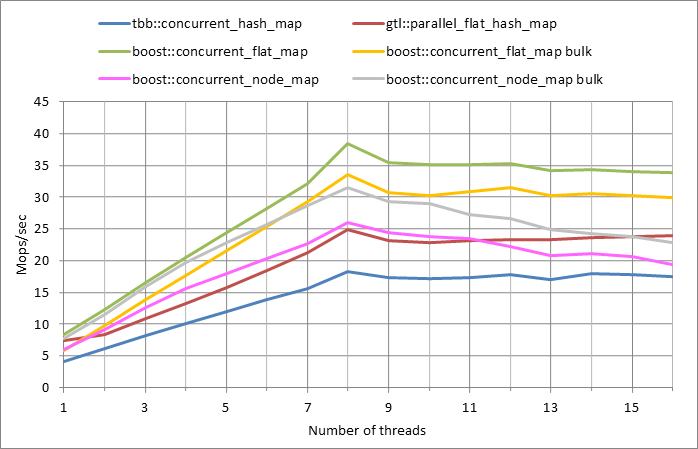 tbb::concurrent_hash_map gtl::parallel_flat_hash_map
boost::concurrent_flat_map boost::concurrent_flat_map bulk
boost::concurrent_node_map boost::concurrent_node_map bulk
45
40
35
30
25
20
15
10
5
0
Mops/sec
1 3 5 7 9 11 13 15
Number of threads